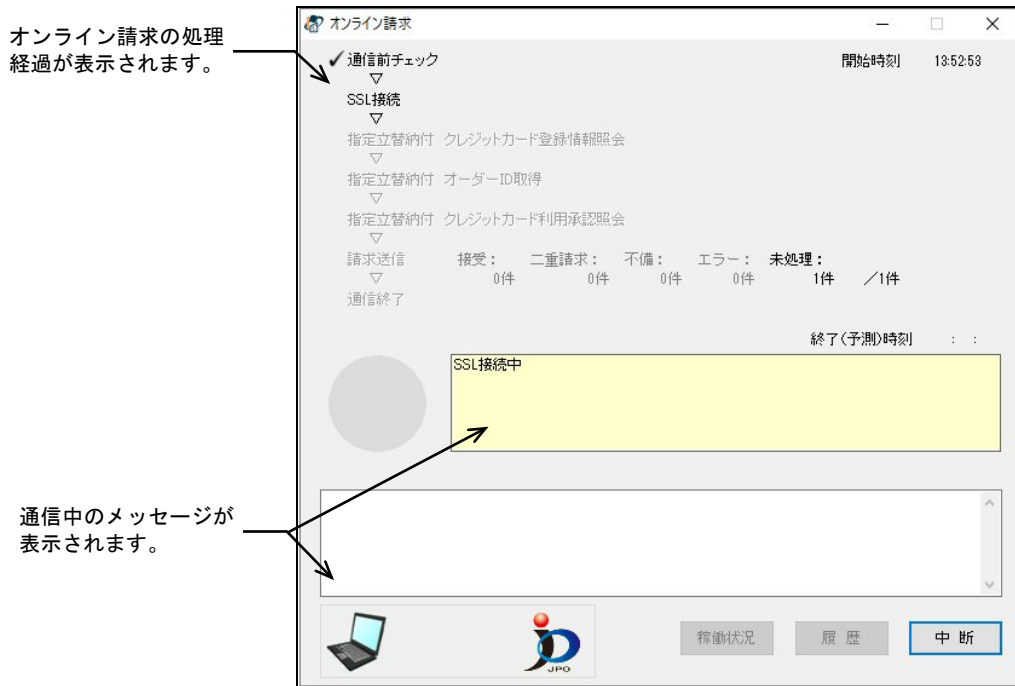 オンライン請求の処理
経過が表示されます。
オンライン請求
✓通信前チェック 開始時刻 13:52:53
▽
SSL接続
▽
指定立替納付 クレジットカード登録情報照会
▽
指定立替納付 オーダーID取得
▽
指定立替納付 クレジットカード利用承認照会
▽
請求送信 接受: 二重請求: 不備: エラー: 未処理:
▽ 0件 0件 0件 0件 1件 /1件
通信終了
終了(予測)時刻 : :
SSL接続中
通信中のメッセージが
表示されます。
JPO
稼働状況 履 歴 中 断